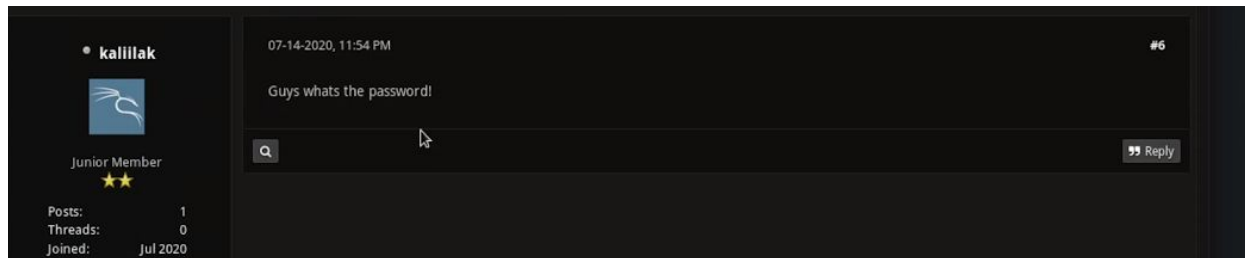 kaliilak
Junior Member
Posts: 1
Threads: 0
Joined: Jul 2020
07-14-2020, 11:54 PM
#6
Guys whats the password!
Reply